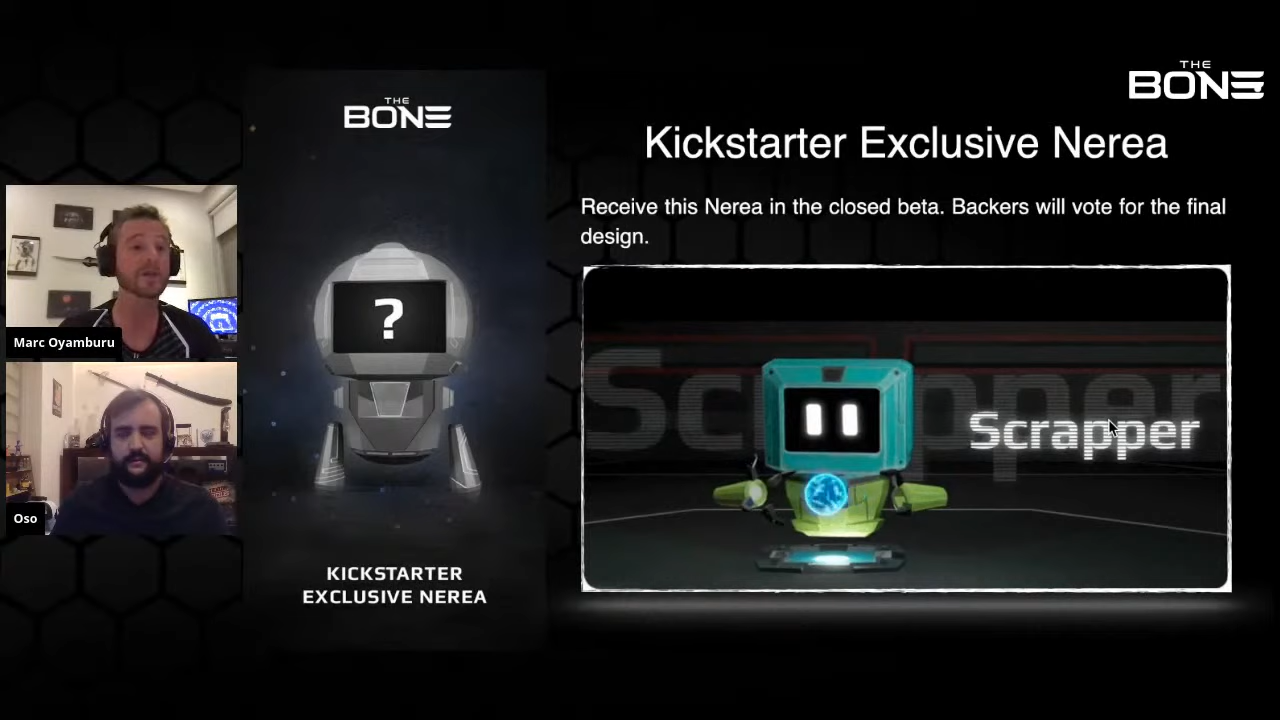 THE
BONE
THE
BONE
Kickstarter Exclusive Nerea
Receive this Nerea in the closed beta. Backers will vote for the final
design.
?
Scrapper
Scrapper
Marc Oyamburu
Oso
KICKSTARTER
EXCLUSIVE NEREA